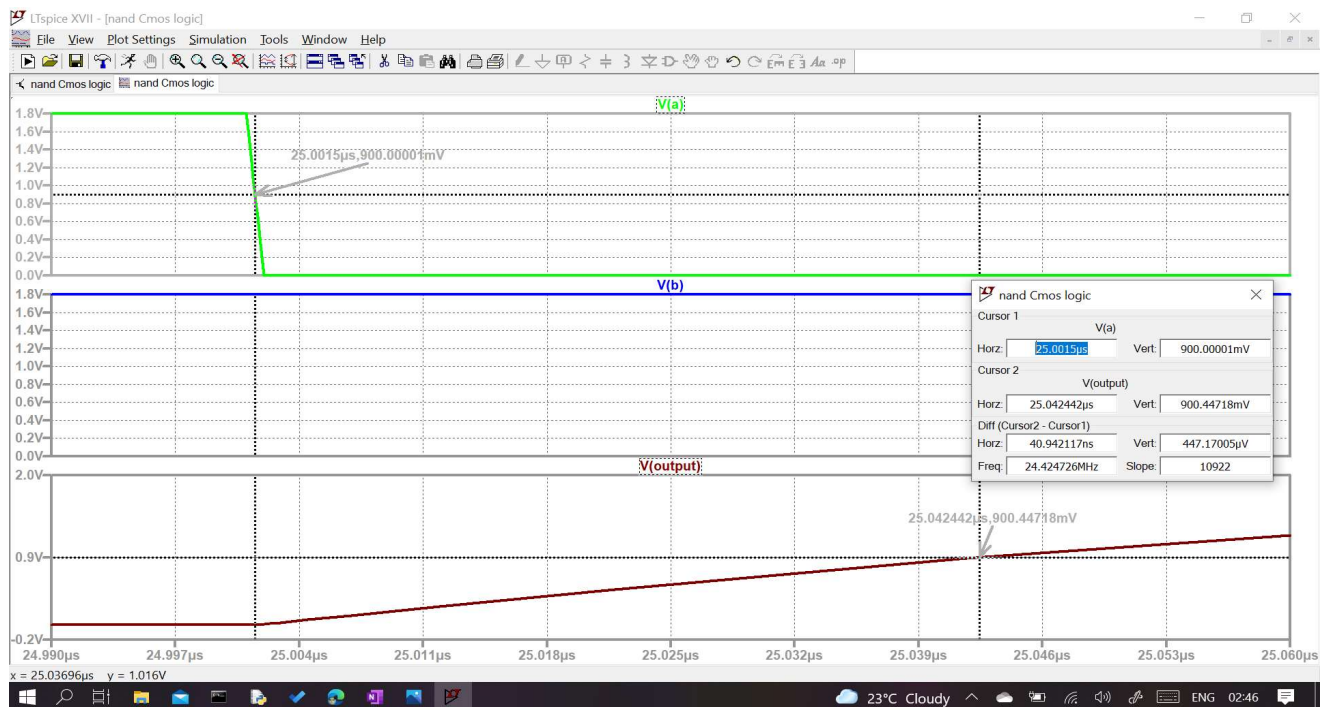 LTspice XVII - [nand Cmos logic]
File View Plot Settings Simulation Tools Window Help
nand Cmos logic nand Cmos logic
V(a)
1.8V
1.6V
1.4V
25.0015µs,900.00001mV
1.2V
1.0V
0.8V
0.6V
0.4V
0.2V
0.0V
V(b)
1.8V
1.6V
1.4V
1.2V
1.0V
0.8V
0.6V
0.4V
0.2V
0.0V
nand Cmos logic
Cursor 1
V(a)
Horz: 25.0015µs Vert: 900.00001mV
Cursor 2
V(output)
Horz: 25.042442µs Vert: 900.44718mV
Diff (Cursor2 - Cursor1)
Horz: 40.942117ns Vert: 447.17005µV
Freq: 24.424726MHz Slope: 10922
V(output)
2.0V
25.042442µs,900.44718mV
0.9V
-0.2V
24.990µs 24.997µs 25.004µs 25.011µs 25.018µs 25.025µs 25.032µs 25.039µs 25.046µs 25.053µs 25.060µs
x = 25.03696µs y = 1.016V
23°C Cloudy ENG 02:46